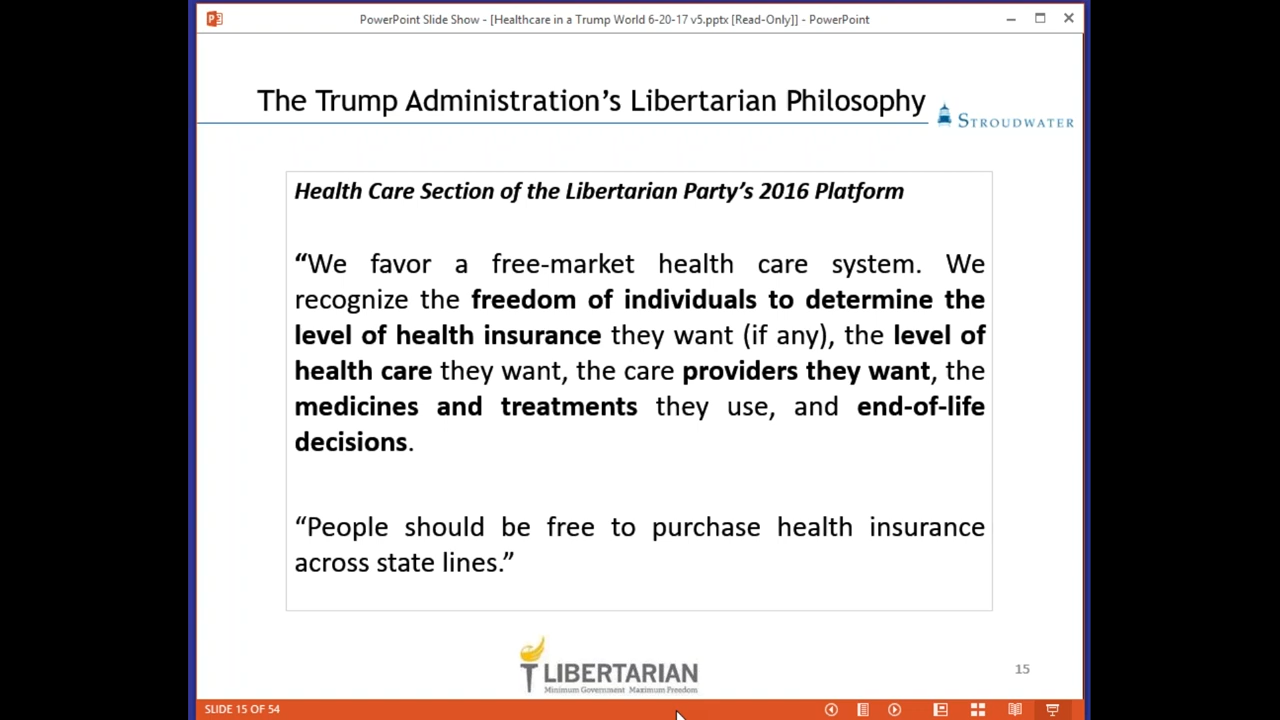 PowerPoint Slide Show - [Healthcare in a Trump World 6-20-17 v5.pptx [Read-Only]] - PowerPoint
The Trump Administration’s Libertarian Philosophy
STROUDWATER
Health Care Section of the Libertarian Party’s 2016 Platform
“We favor a free-market health care system. We
recognize the freedom of individuals to determine the
level of health insurance they want (if any), the level of
health care they want, the care providers they want, the
medicines and treatments they use, and end-of-life
decisions.
“People should be free to purchase health insurance
across state lines.”
LIBERTARIAN
Minimum Government Maximum Freedom
15
SLIDE 15 OF 54